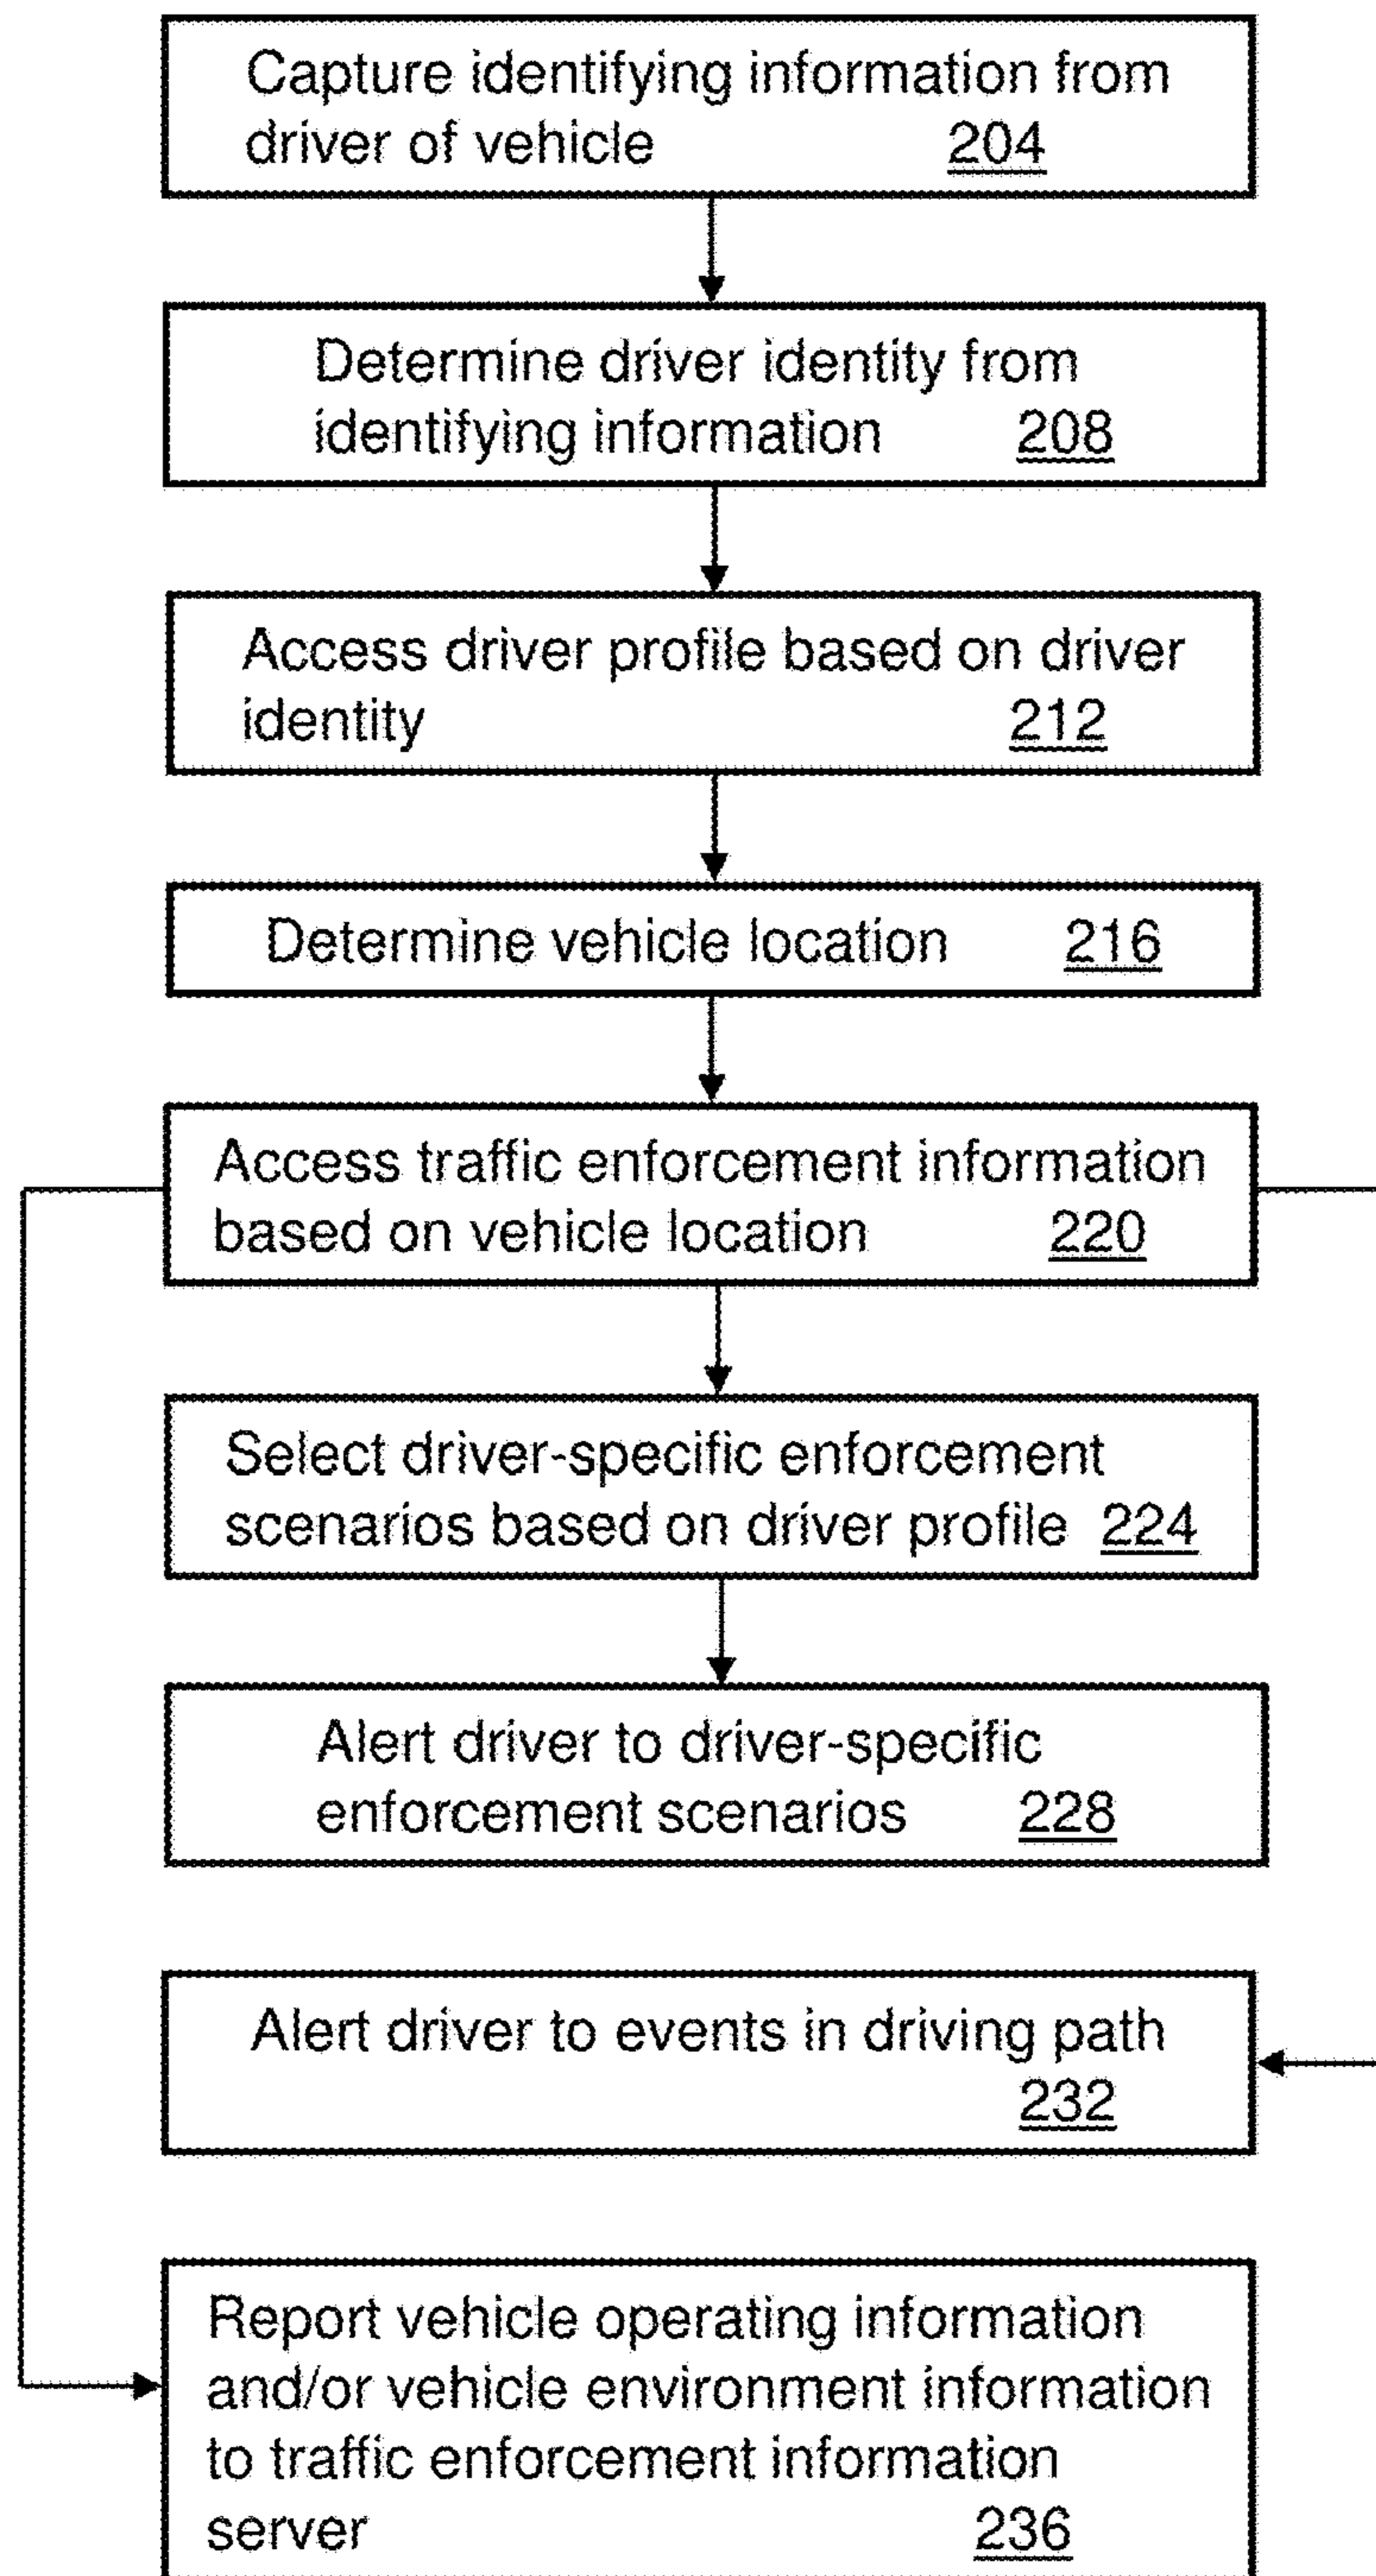 Capture identifying information from
driver of vehicle 204
Determine driver identity from
identifying information 208
Access driver profile based on driver
identity 212
Determine vehicle location 216
Access traffic enforcement information
based on vehicle location 220
Select driver-specific enforcement
scenarios based on driver profile 224
Alert driver to driver-specific
enforcement scenarios 228
Alert driver to events in driving path
232
Report vehicle operating information
and/or vehicle environment information
to traffic enforcement information
server 236